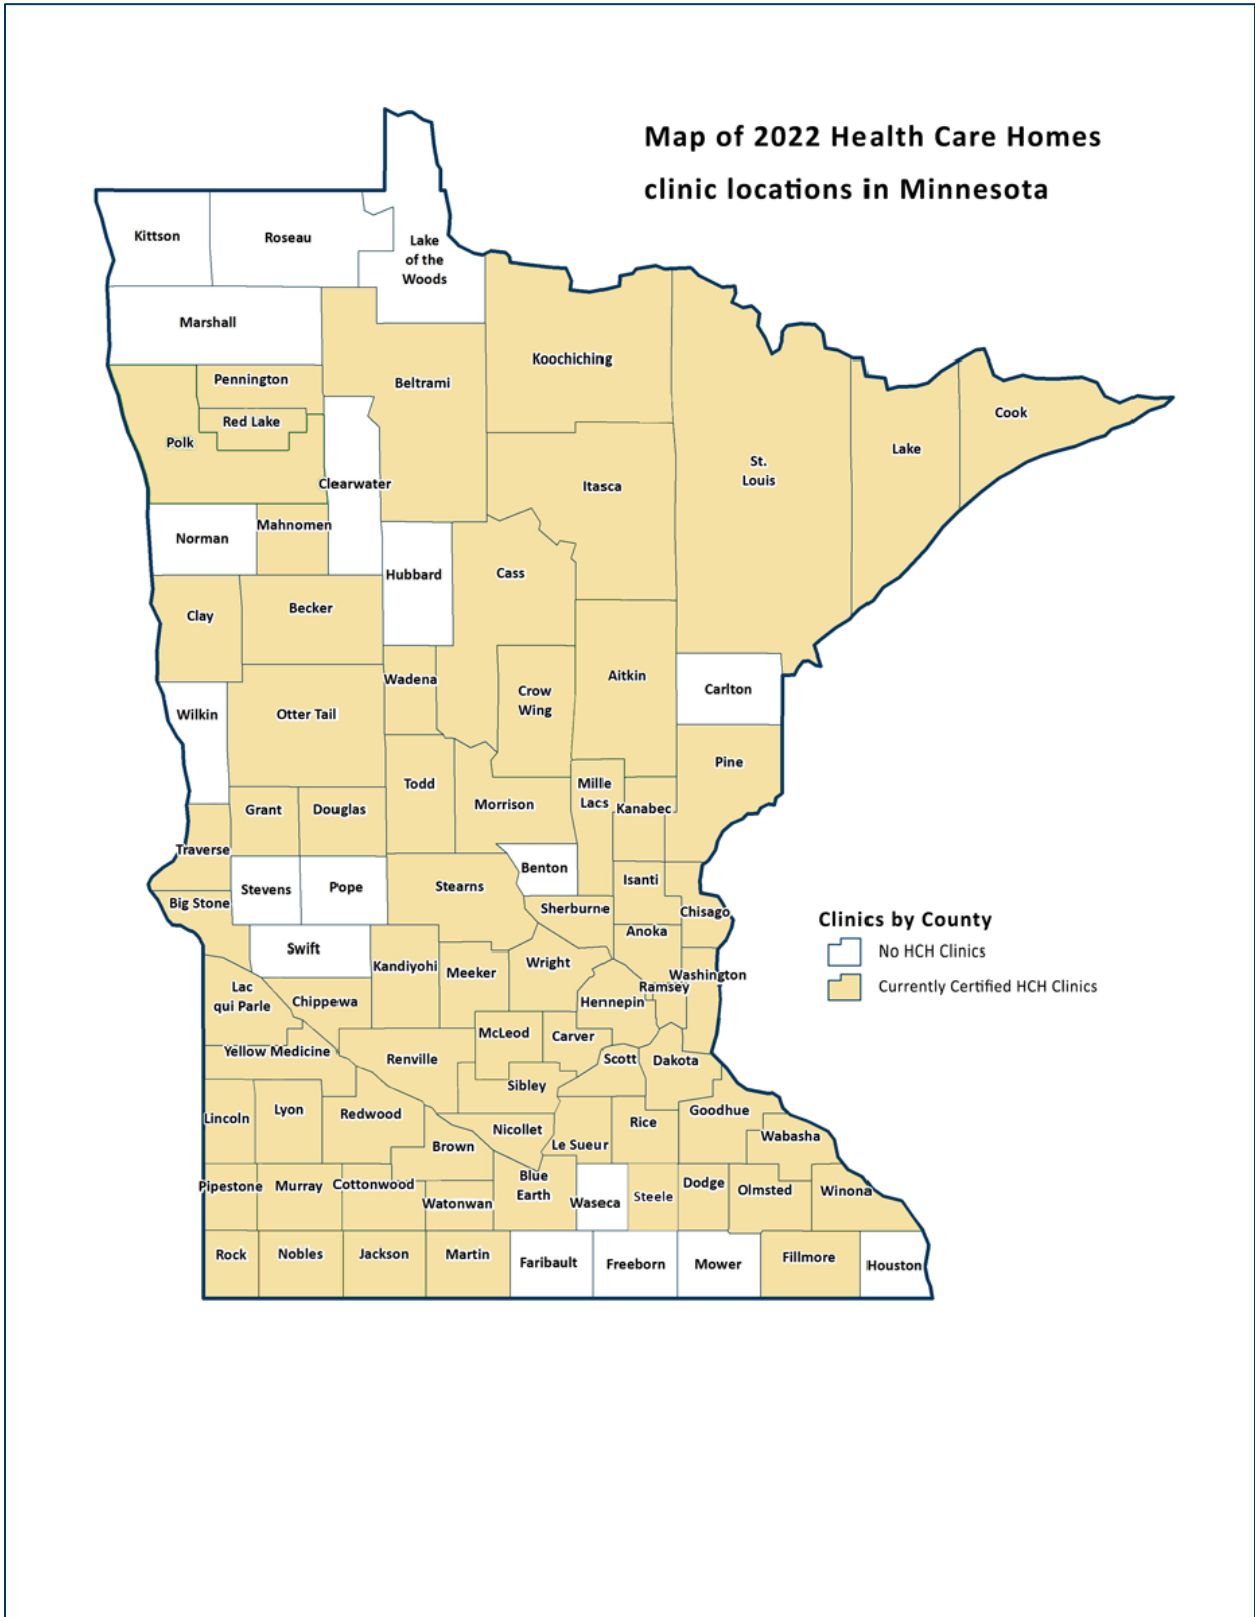 Map of 2022 Health Care Homes
clinic locations in Minnesota
Kittson
Roseau
Lake
of the
Woods
Marshall
Koochiching
Pennington
Beltrami
Red Lake
Cook
Polk
Lake
St.
Louis
Clearwater
Itasca
Mahnomen
Norman
Cass
Hubbard
Becker
Clay
Wadena
Aitkin
Carlton
Crow
Wing
Wilkin
Otter Tail
Pine
Todd
Mille
Lacs
Morrison
Kanabec
Grant
Douglas
Traverse
Benton
Isanti
Stevens
Pope
Stearns
Big Stone
Sherburne
Chisago
Anoka
Swift
Kandiyohi
Meeker
Wright
Washington
Ramsey
Lac
qui Parle
Chippewa
Hennepin
McLeod
Carver
Yellow Medicine
Renville
Scott
Dakota
Sibley
Lincoln
Lyon
Redwood
Goodhue
Nicollet
Rice
Wabasha
Brown
Le Sueur
Pipestone
Murray
Cottonwood
Blue
Earth
Dodge
Olmsted
Winona
Watonwan
Waseca
Steele
Rock
Nobles
Jackson
Martin
Faribault
Freeborn
Mower
Fillmore
Houston
Clinics by County
No HCH Clinics
Currently Certified HCH Clinics